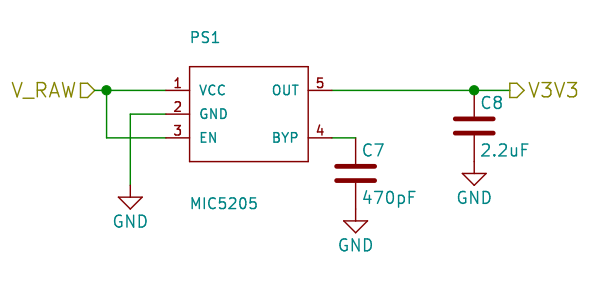 PS1
V_RAW
1 VCC OUT 5
V3V3
2 GND
C8
3 EN BYP 4
C7
2.2uF
470pF
GND
MIC5205
GND
GND